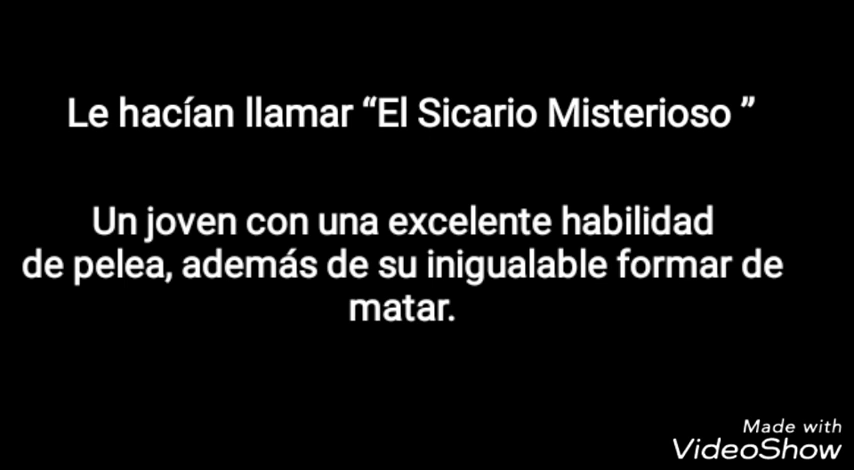 Le hacían llamar “El Sicario Misterioso ”
Un joven con una excelente habilidad
de pelea, además de su inigualable formar de
matar.
Made with
VideoShow